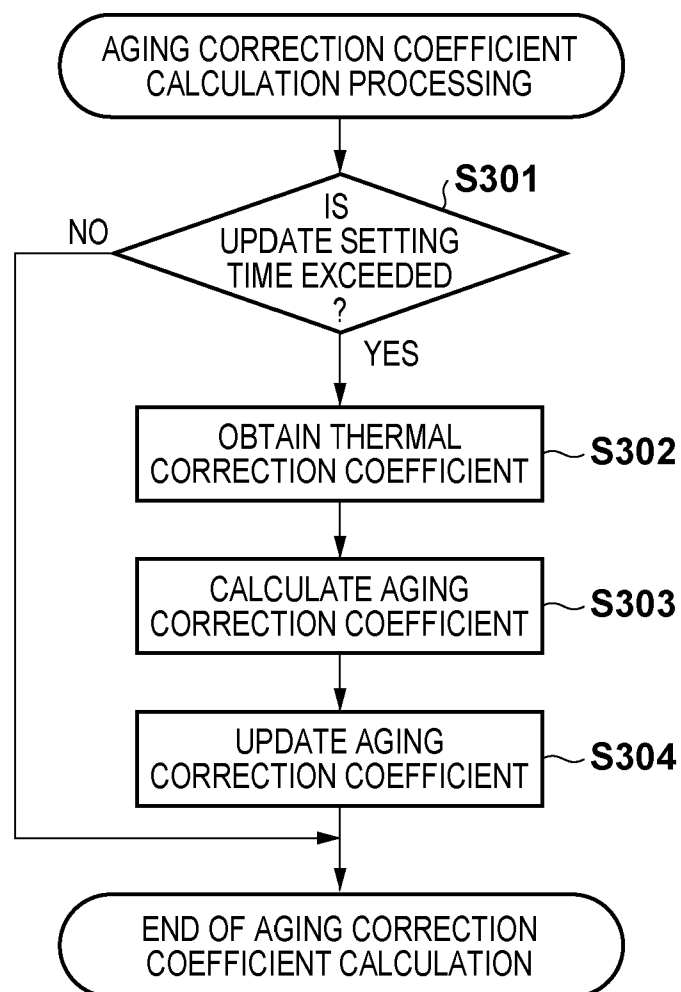 AGING CORRECTION COEFFICIENT
CALCULATION PROCESSING
S301
IS
UPDATE SETTING
TIME EXCEEDED
?
NO
YES
OBTAIN THERMAL
CORRECTION COEFFICIENT
S302
CALCULATE AGING
CORRECTION COEFFICIENT
S303
UPDATE AGING
CORRECTION COEFFICIENT
S304
END OF AGING CORRECTION
COEFFICIENT CALCULATION